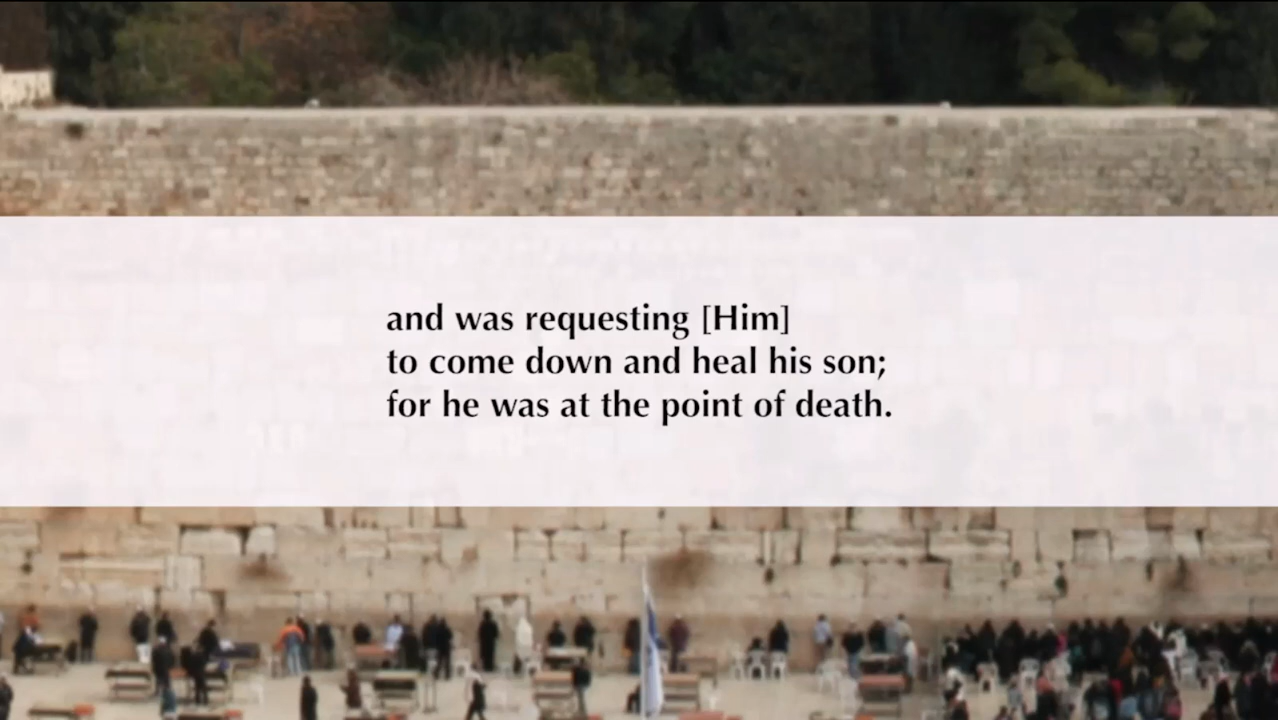 and was requesting [Him]
to come down and heal his son;
for he was at the point of death.